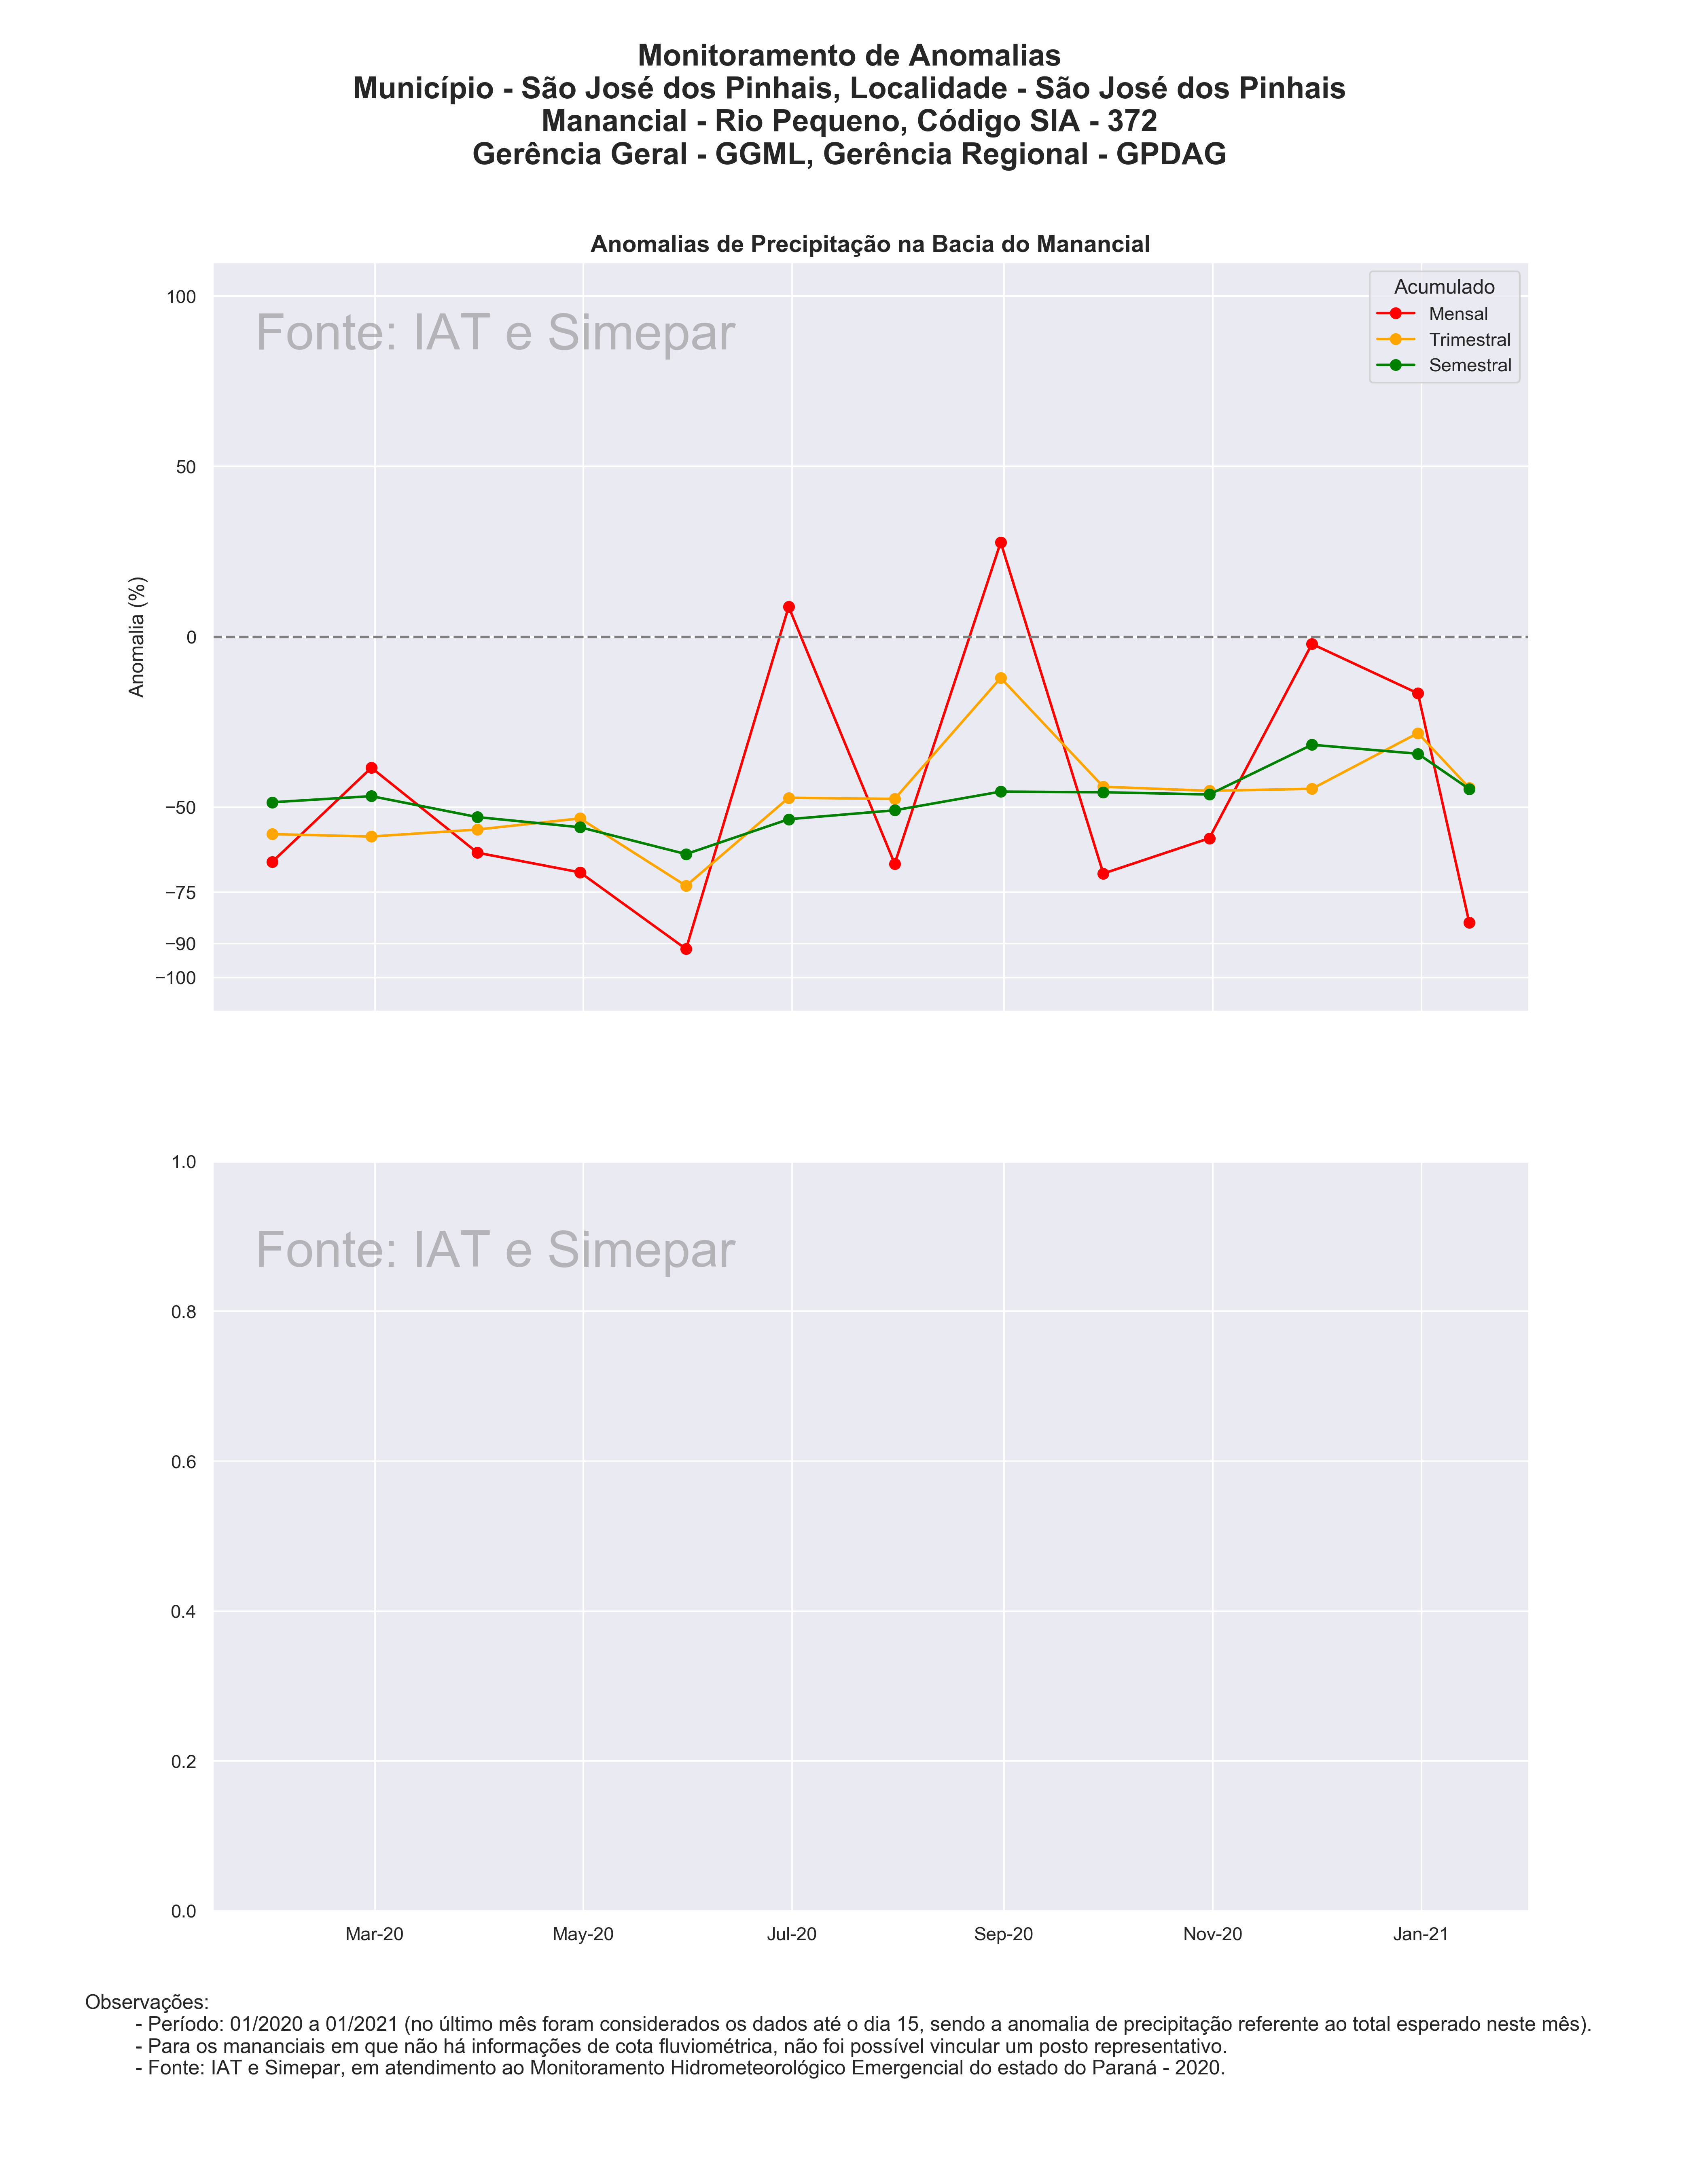 Monitoramento de Anomalias
Município - São José dos Pinhais, Localidade - São José dos Pinhais
Manancial - Rio Pequeno, Código SIA - 372
Gerência Geral - GGML, Gerência Regional - GPDAG
Anomalias de Precipitação na Bacia do Manancial
Fonte: IAT e Simepar
Acumulado
Mensal
Trimestral
Semestral
Anomalia (%)
100
50
0
−50
−75
−90
−100
Fonte: IAT e Simepar
1.0
0.8
0.6
0.4
0.2
0.0
Mar-20 May-20 Jul-20 Sep-20 Nov-20 Jan-21
Observações:
- Período: 01/2020 a 01/2021 (no último mês foram considerados os dados até o dia 15, sendo a anomalia de precipitação referente ao total esperado neste mês).
- Para os mananciais em que não há informações de cota fluviométrica, não foi possível vincular um posto representativo.
- Fonte: IAT e Simepar, em atendimento ao Monitoramento Hidrometeorológico Emergencial do estado do Paraná - 2020.